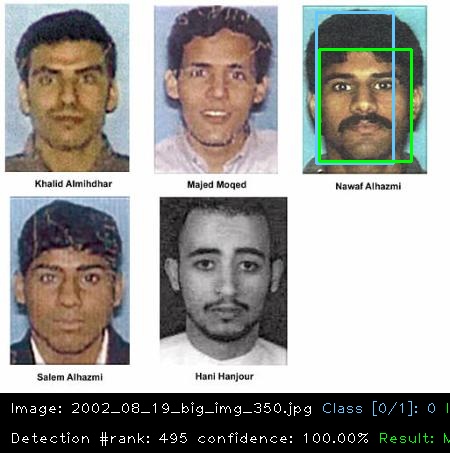 Khalid Almihdhar
Majed Moqed
Nawaf Alhazmi
Salem Alhazmi
Hani Hanjour
Image: 2002_08_19_big_img_350.jpg Class [0/1]: 0
Detection #rank: 495 confidence: 100.00% Result: